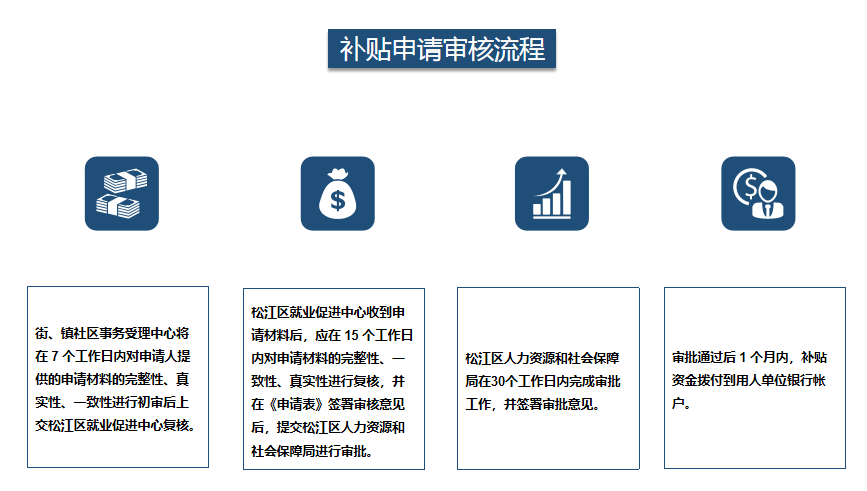 补贴申请审核流程
街、镇社区事务受理中心将
在 7 个工作日内对申请人提
供的申请材料的完整性、真
实性、一致性进行初审后上
交松江区就业促进中心复核。
松江区就业促进中心收到申
请材料后，应在 15 个工作日
内对申请材料的完整性、一
致性、真实性进行复核，并
在《申请表》签署审核意见
后，提交松江区人力资源和
社会保障局进行审批。
松江区人力资源和社会保障
局在30个工作日内完成审批
工作，并签署审批意见。
审批通过后 1 个月内，补贴
资金拨付到用人单位银行帐
户。